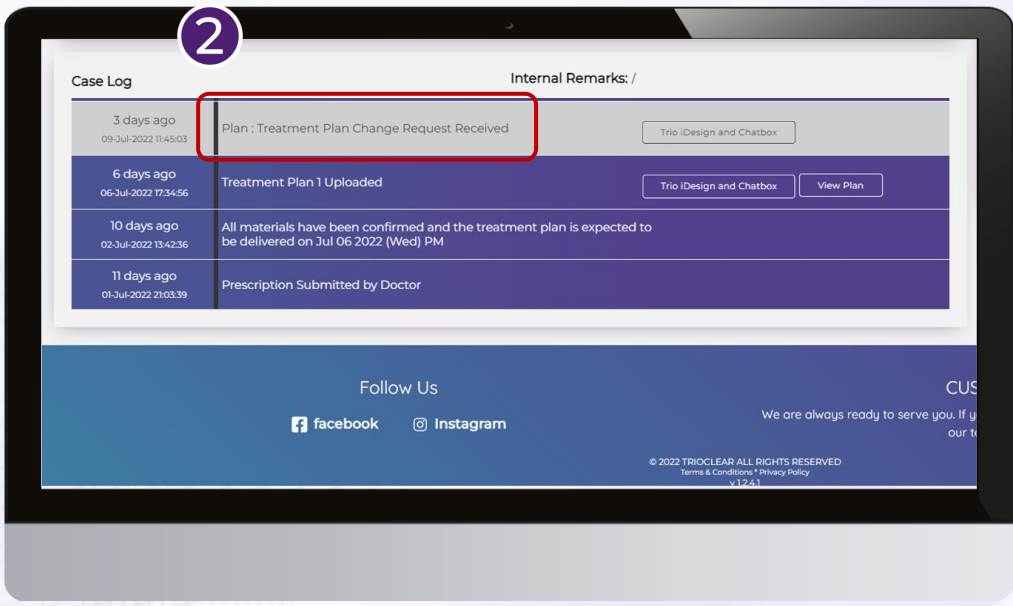 2
Case Log
Internal Remarks: /
3 days ago
09-Jul-2022 11:45:03
Plan : Treatment Plan Change Request Received
Trio iDesign and Chatbox
6 days ago
06-Jul-2022 17:34:56
Treatment Plan 1 Uploaded
Trio iDesign and Chatbox
View Plan
10 days ago
02-Jul-2022 13:42:36
All materials have been confirmed and the treatment plan is expected to
be delivered on Jul 06 2022 (Wed) PM
11 days ago
01-Jul-2022 21:03:39
Prescription Submitted by Doctor
Follow Us
facebook
Instagram
CUS
We are always ready to serve you. If y
our t
© 2022 TRIOCLEAR ALL RIGHTS RESERVED
Terms & Conditions * Privacy Policy
v 1.2.4.1